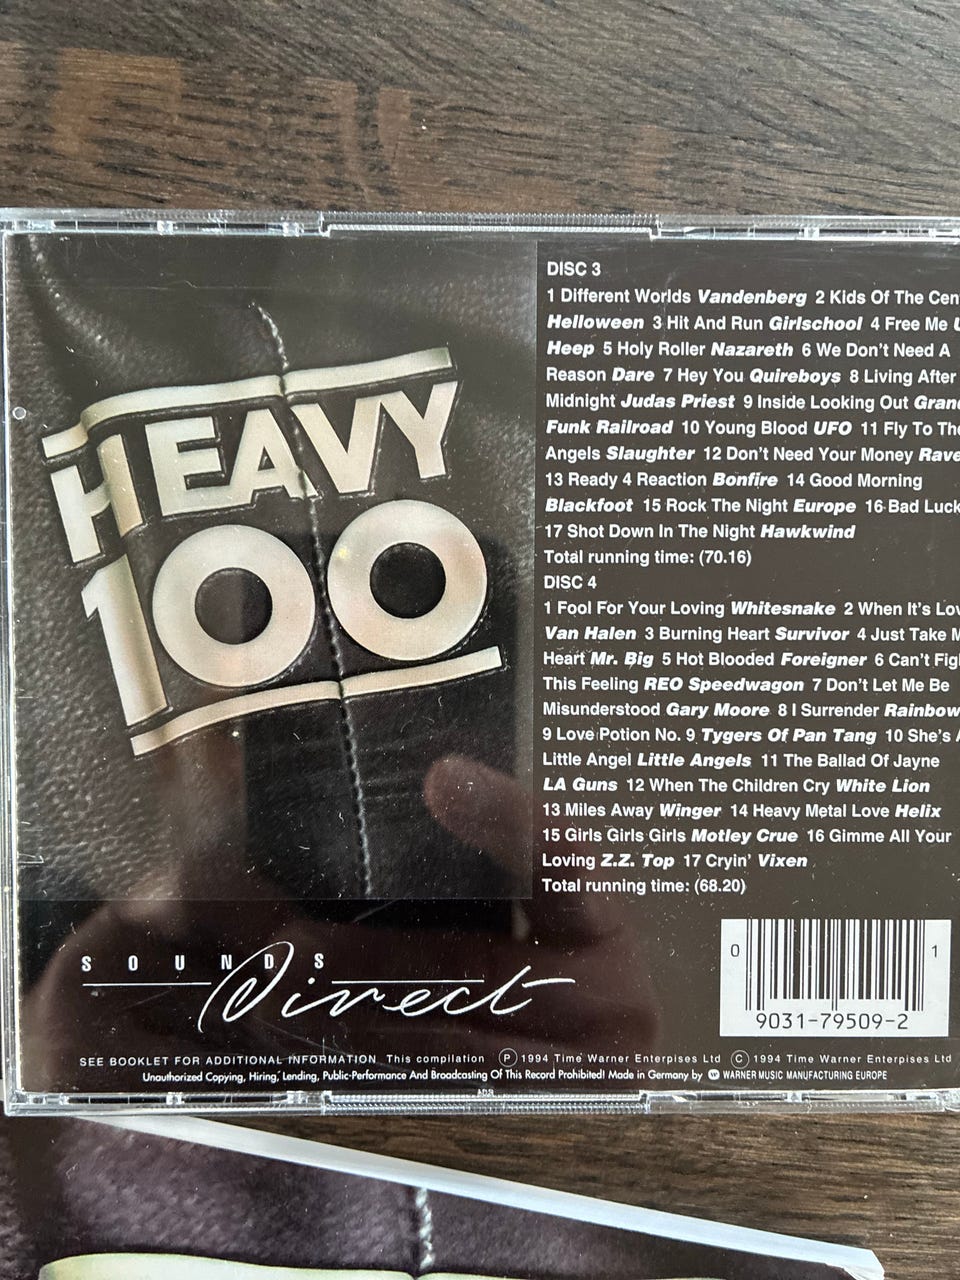 HEAVY
100
SOUNDS
Direct
DISC 3
1 Different Worlds Vandenberg 2 Kids Of The Cen
Helloween 3 Hit And Run Girlschool 4 Free Me U
Heep 5 Holy Roller Nazareth 6 We Don't Need A
Reason Dare 7 Hey You Quireboys 8 Living After
Midnight Judas Priest 9 Inside Looking Out Gran
Funk Railroad 10 Young Blood UFO 11 Fly To The
Angels Slaughter 12 Don't Need Your Money Rave
13 Ready 4 Reaction Bonfire 14 Good Morning
Blackfoot 15 Rock The Night Europe 16 Bad Luck
17 Shot Down In The Night Hawkwind
Total running time: (70.16)
DISC 4
1 Fool For Your Loving Whitesnake 2 When It's Lov
Van Halen 3 Burning Heart Survivor 4 Just Take M
Heart Mr. Big 5 Hot Blooded Foreigner 6 Can't Figh
This Feeling REO Speedwagon 7 Don't Let Me Be
Misunderstood Gary Moore 8 I Surrender Rainbow
9 Love Potion No. 9 Tygers Of Pan Tang 10 She's A
Little Angel Little Angels 11 The Ballad Of Jayne
LA Guns 12 When The Children Cry White Lion
13 Miles Away Winger 14 Heavy Metal Love Helix
15 Girls Girls Girls Motley Crue 16 Gimme All Your
Loving Z.Z. Top 17 Cryin' Vixen
Total running time: (68.20)
0 1
9031-79509-2
SEE BOOKLET FOR ADDITIONAL INFORMATION This compilation Ⓟ 1994 Time Warner Enterpises Ltd © 1994 Time Warner Enterpises Ltd
Unauthorized Copying, Hiring, Lending, Public-Performance And Broadcasting Of This Record Prohibited! Made in Germany by WARNER MUSIC MANUFACTURING EUROPE